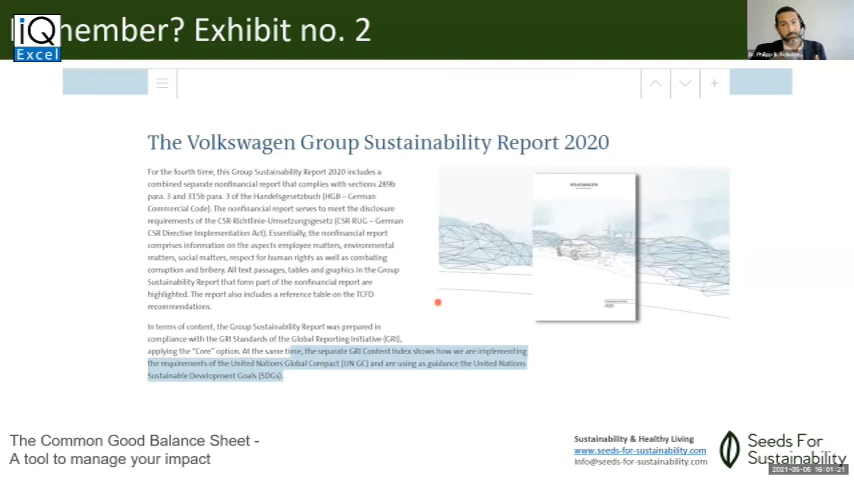 iQ
Excel
member? Exhibit no. 2
The Volkswagen Group Sustainability Report 2020
For the fourth time, this Group Sustainability Report 2020 includes a
combined separate nonfinancial report that complies with sections 289b
para. 3 and 315b para. 3 of the Handelsgesetzbuch [HGB – German
Commercial Code]. The nonfinancial report serves to meet the disclosure
requirements of the CSR-Richtlinie-Umsetzungsgesetz (CSR-RUG – German
CSR Directive Implementation Act). Essentially, the nonfinancial report
comprises information on the aspects employee matters, environmental
matters, social matters, respect for human rights as well as combating
corruption and bribery. All text passages, tables and graphics in the Group
Sustainability Report that form part of the nonfinancial report are
highlighted. The report also includes a reference table on the TCFD
recommendations.
In terms of content, the Group Sustainability Report was prepared in
compliance with the GRI Standards of the Global Reporting Initiative (GRI),
applying the "Core" option. At the same time, the separate GRI Content Index shows how we are implementing
the requirements of the United Nations Global Compact (UN GC) and are using as guidance the United Nations
Sustainable Development Goals (SDGs).
VOLKSWAGEN
The Common Good Balance Sheet -
A tool to manage your impact
Sustainability & Healthy Living
www.seeds-for-sustainability.com
Info@seeds-for-sustainability.com
Seeds For
Sustainability
2021-05-05 16:01:21